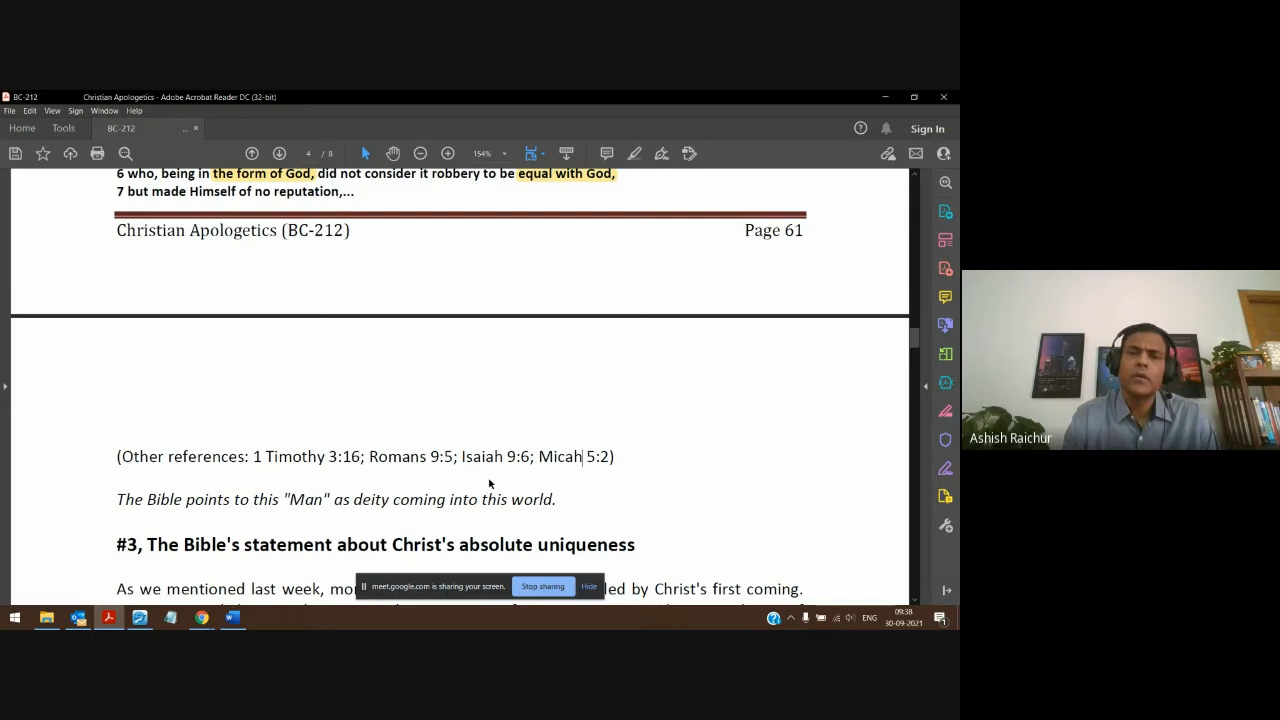 BC-212 Christian Apologetics - Adobe Acrobat Reader DC (32-bit)
File Edit View Sign Window Help
Home Tools BC-212 ... × Sign In
4 / 8 154%
6 who, being in the form of God, did not consider it robbery to be equal with God,
7 but made Himself of no reputation,...
Christian Apologetics (BC-212) Page 61
(Other references: 1 Timothy 3:16; Romans 9:5; Isaiah 9:6; Micah 5:2)
The Bible points to this "Man" as deity coming into this world.
#3, The Bible's statement about Christ's absolute uniqueness
As we mentioned last week, led by Christ's first coming.
meet.google.com is sharing your screen. Stop sharing Hide
ENG
09:38
30-09-2021
Ashish Raichur